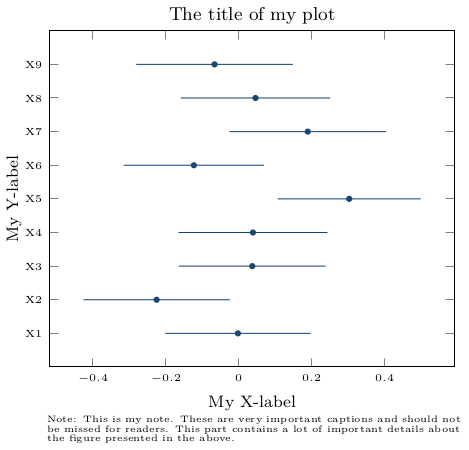 The title of my plot
X9
X8
X7
X6
X5
X4
X3
X2
X1
My Y-label
−0.4 −0.2 0 0.2 0.4
My X-label
Note: This is my note. These are very important captions and should not
be missed for readers. This part contains a lot of important details about
the figure presented in the above.